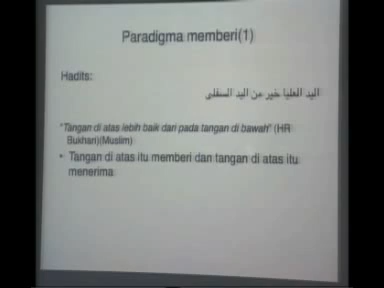 Paradigma memberi(1)
Hadits:
اليد العليا خير من اليد السفلى
"Tangan di atas lebih baik dari pada tangan di bawah" (HR
Bukhari)(Muslim)
• Tangan di atas itu memberi dan tangan di atas itu
menerima